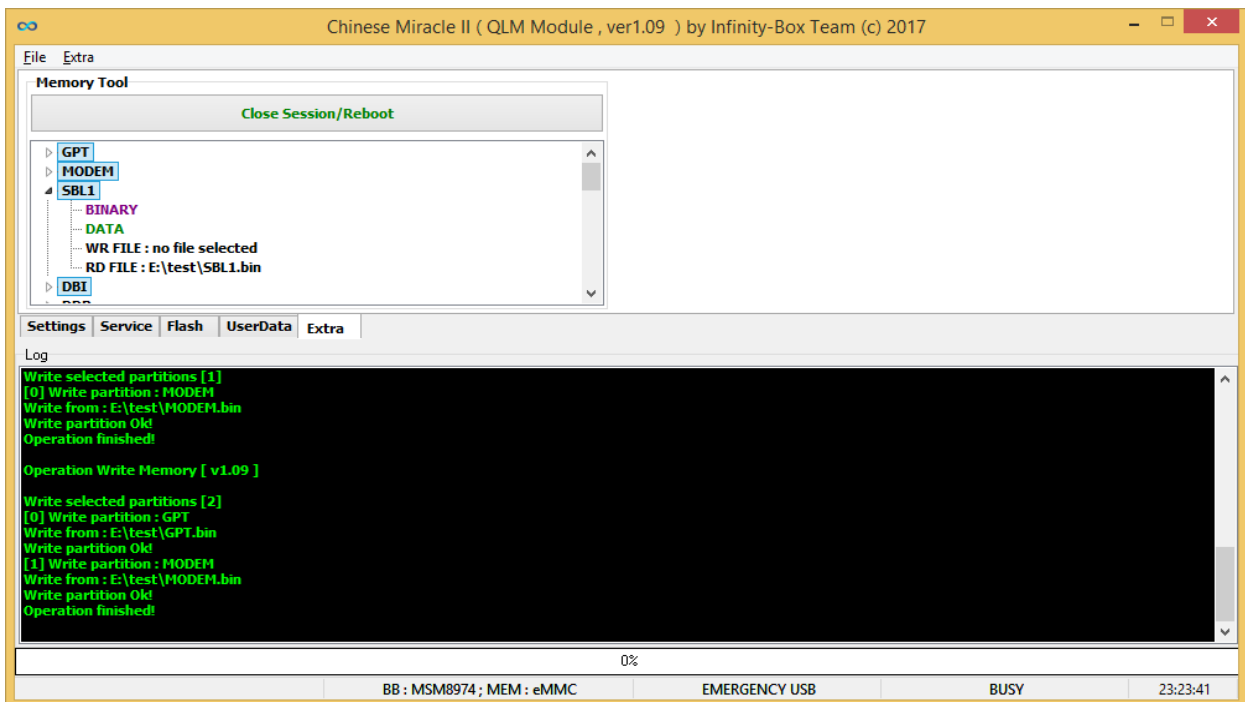 Chinese Miracle II ( QLM Module , ver1.09 ) by Infinity-Box Team (c) 2017
File Extra
Memory Tool
Close Session/Reboot
GPT
MODEM
SBL1
BINARY
DATA
WR FILE : no file selected
RD FILE : E:\test\SBL1.bin
DBI
Settings Service Flash UserData Extra
Log
Write selected partitions [1]
[0] Write partition : MODEM
Write from : E:\test\MODEM.bin
Write partition Ok!
Operation finished!
Operation Write Memory [ v1.09 ]
Write selected partitions [2]
[0] Write partition : GPT
Write from : E:\test\GPT.bin
Write partition Ok!
[1] Write partition : MODEM
Write from : E:\test\MODEM.bin
Write partition Ok!
Operation finished!
0%
BB : MSM8974 ; MEM : eMMC EMERGENCY USB BUSY 23:23:41